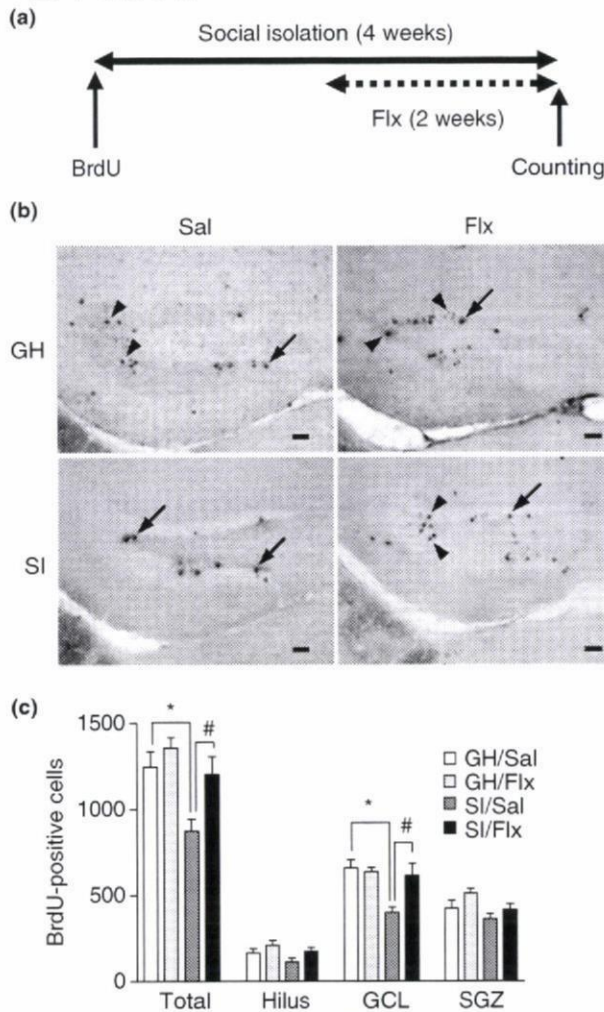 (a)
Social isolation (4 weeks)
Flx (2 weeks)
BrdU
Counting
(b)
Sal
Flx
GH
SI
(c)
BrdU-positive cells
1500
1000
500
0
*
#
*
#
GH/Sal
GH/Flx
SI/Sal
SI/Flx
Total
Hilus
GCL
SGZ